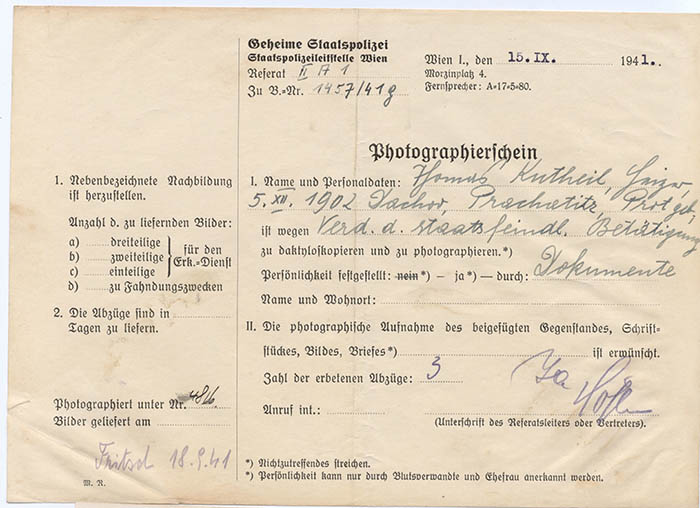 Geheime Staatspolizei
Staatspolizeileitstelle Wien
Referat II A 1
Zu B.-Nr. 1457/41g
Wien I., den 15. IX. 1941.
Morzinplatz 4.
Fernsprecher: A-17-5-80.
Photographierschein
1. Nebenbezeichnete Nachbildung
ist herzustellen.
Anzahl d. zu liefernden Bilder:
a) ........ dreiteilige
b) ........ zweiteilige
c) ........ einteilige
für den
Erk.-Dienst
d) ........ zu Fahndungszwecken
2. Die Abzüge sind in ........
Tagen zu liefern.
Photographiert unter Nr.
Bilder geliefert am ........
Fritsch 18.9.41
M. N.
I. Name und Personaldaten: Thomas Kutheil,
5. XII. 1902 Prachatitz, Prot. geb.
ist wegen Verd. d. staatsfeindl. Betätigung
zu daktyloskopieren und zu photographieren.*)
Persönlichkeit festgestellt: nein*) – ja*) – durch: Dokumente
Name und Wohnort:
II. Die photographische Aufnahme des beigefügten Gegenstandes, Schrift-
stückes, Bildes, Briefes*) ........ ist erwünscht.
Zahl der erbetenen Abzüge: 3
Anruf int.:
(Unterschrift des Referatsleiters oder Vertreters).
*) Nichtzutreffendes streichen.
*) Persönlichkeit kann nur durch Blutsverwandte und Ehefrau anerkannt werden.